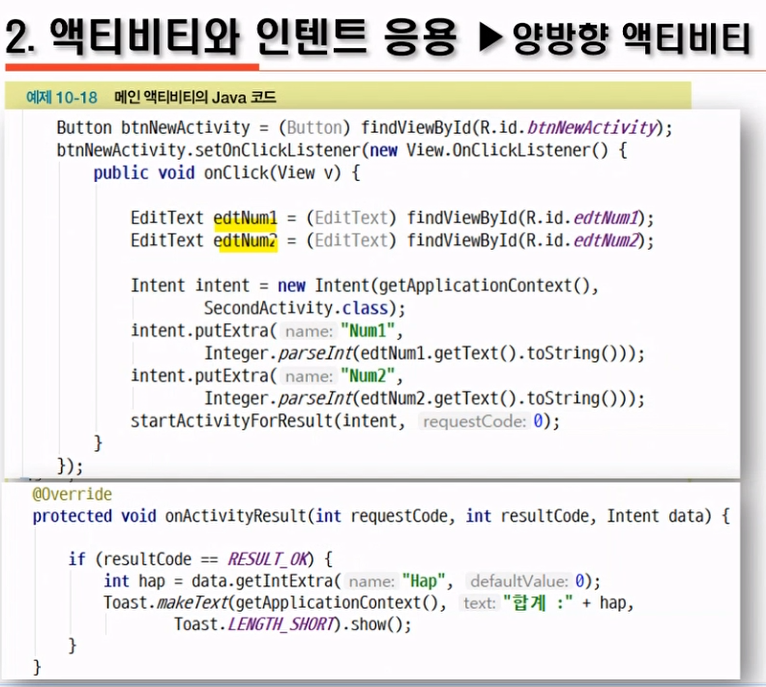 2. 액티비티와 인텐트 응용 ▶양방향 액티비티
예제 10-18 메인 액티비티의 Java 코드
Button btnNewActivity = (Button) findViewById(R.id.btnNewActivity);
btnNewActivity.setOnClickListener(new View.OnClickListener() {
public void onClick(View v) {
EditText edtNum1 = (EditText) findViewById(R.id.edtNum1);
EditText edtNum2 = (EditText) findViewById(R.id.edtNum2);
Intent intent = new Intent(getApplicationContext(),
SecondActivity.class);
intent.putExtra( name: "Num1",
Integer.parseInt(edtNum1.getText().toString()));
intent.putExtra( name: "Num2",
Integer.parseInt(edtNum2.getText().toString()));
startActivityForResult(intent, requestCode: 0);
}
});
@Override
protected void onActivityResult(int requestCode, int resultCode, Intent data) {
if (resultCode == RESULT_OK) {
int hap = data.getIntExtra( name: "Hap", defaultValue: 0);
Toast.makeText(getApplicationContext(), text: "합계 :" + hap,
Toast.LENGTH_SHORT).show();
}
}